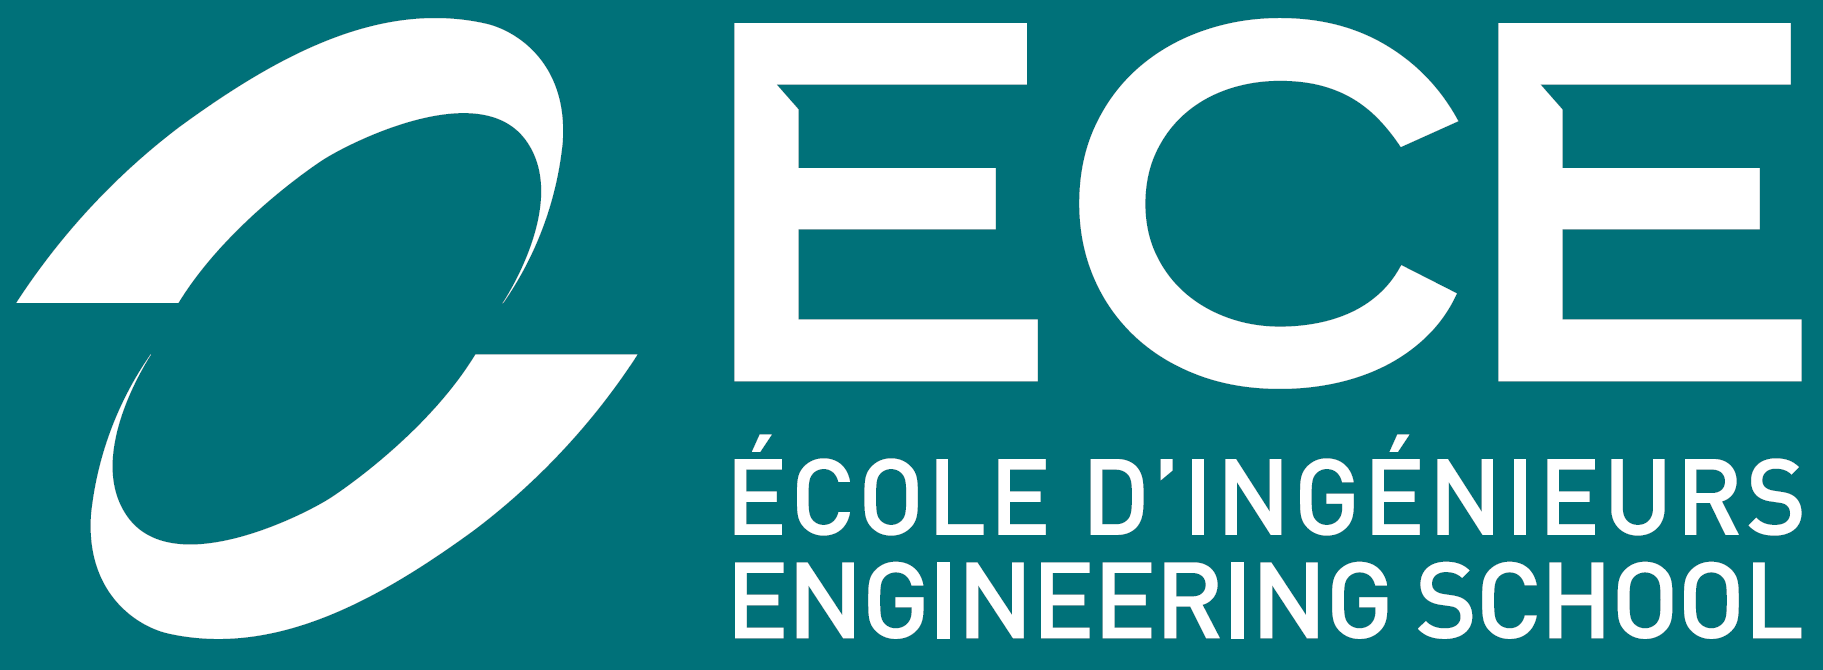 ECE
ÉCOLE D'INGÉNIEURS
ENGINEERING SCHOOL